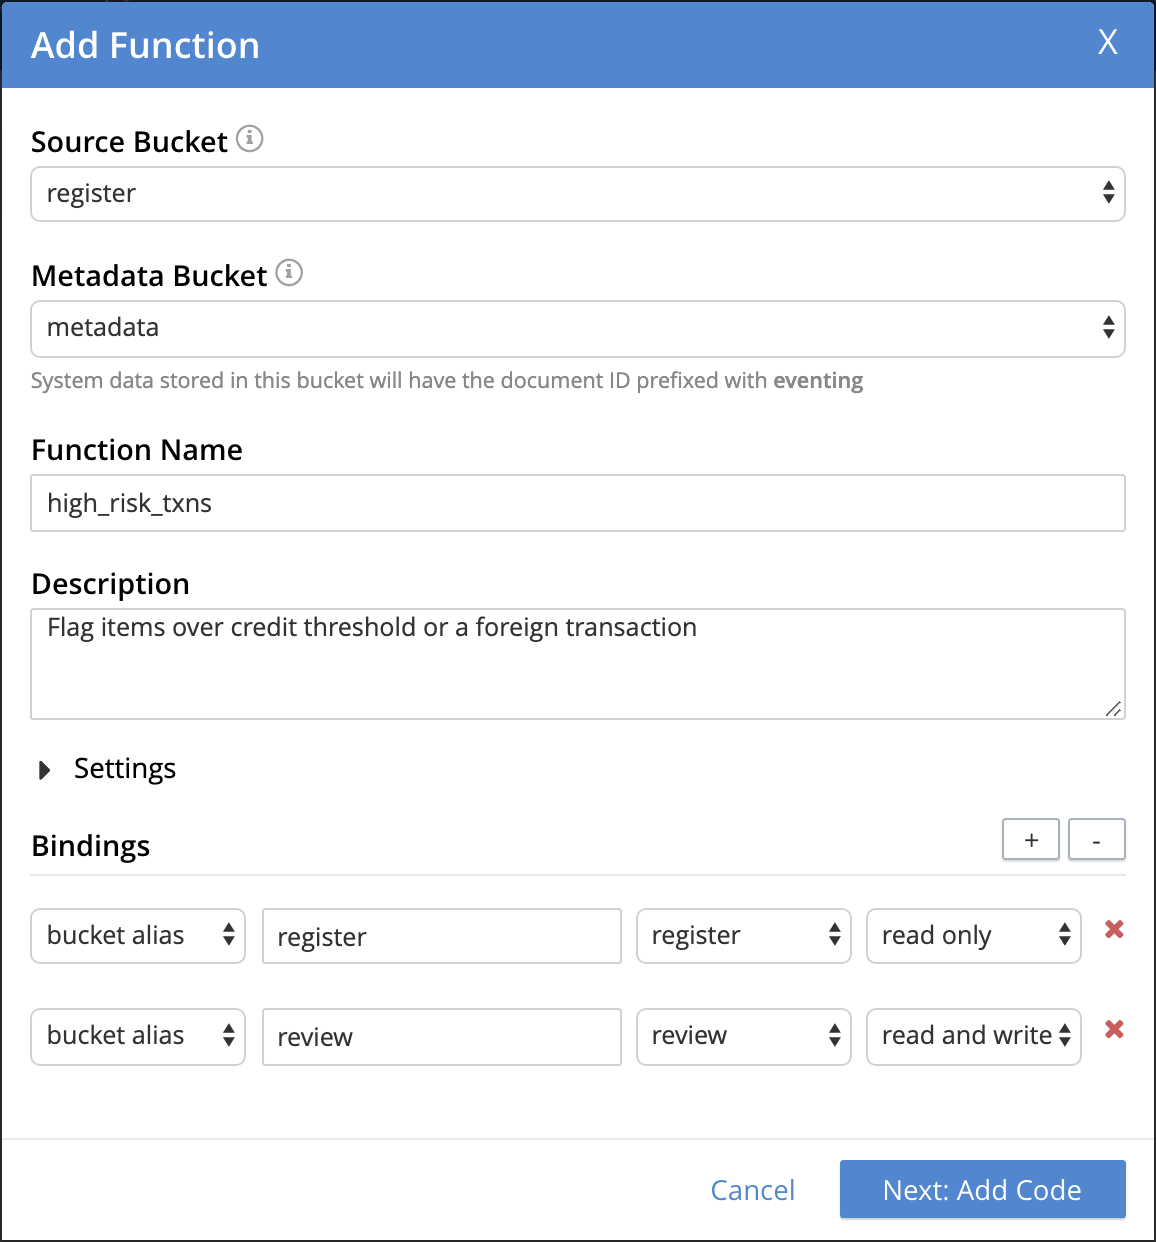 Add Function X
Source Bucket
register
Metadata Bucket
metadata
System data stored in this bucket will have the document ID prefixed with eventing
Function Name
high_risk_txns
Description
Flag items over credit threshold or a foreign transaction
Settings
Bindings + -
bucket alias register register read only
bucket alias review review read and write
Cancel Next: Add Code